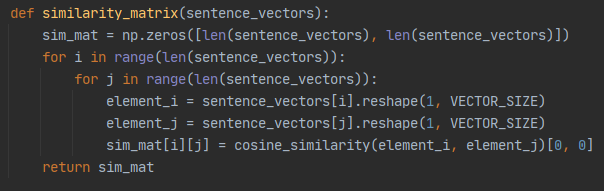 def similarity_matrix(sentence_vectors):
    sim_mat = np.zeros([len(sentence_vectors), len(sentence_vectors)])
    for i in range(len(sentence_vectors)):
        for j in range(len(sentence_vectors)):
            element_i = sentence_vectors[i].reshape(1, VECTOR_SIZE)
            element_j = sentence_vectors[j].reshape(1, VECTOR_SIZE)
            sim_mat[i][j] = cosine_similarity(element_i, element_j)[0, 0]
    return sim_mat